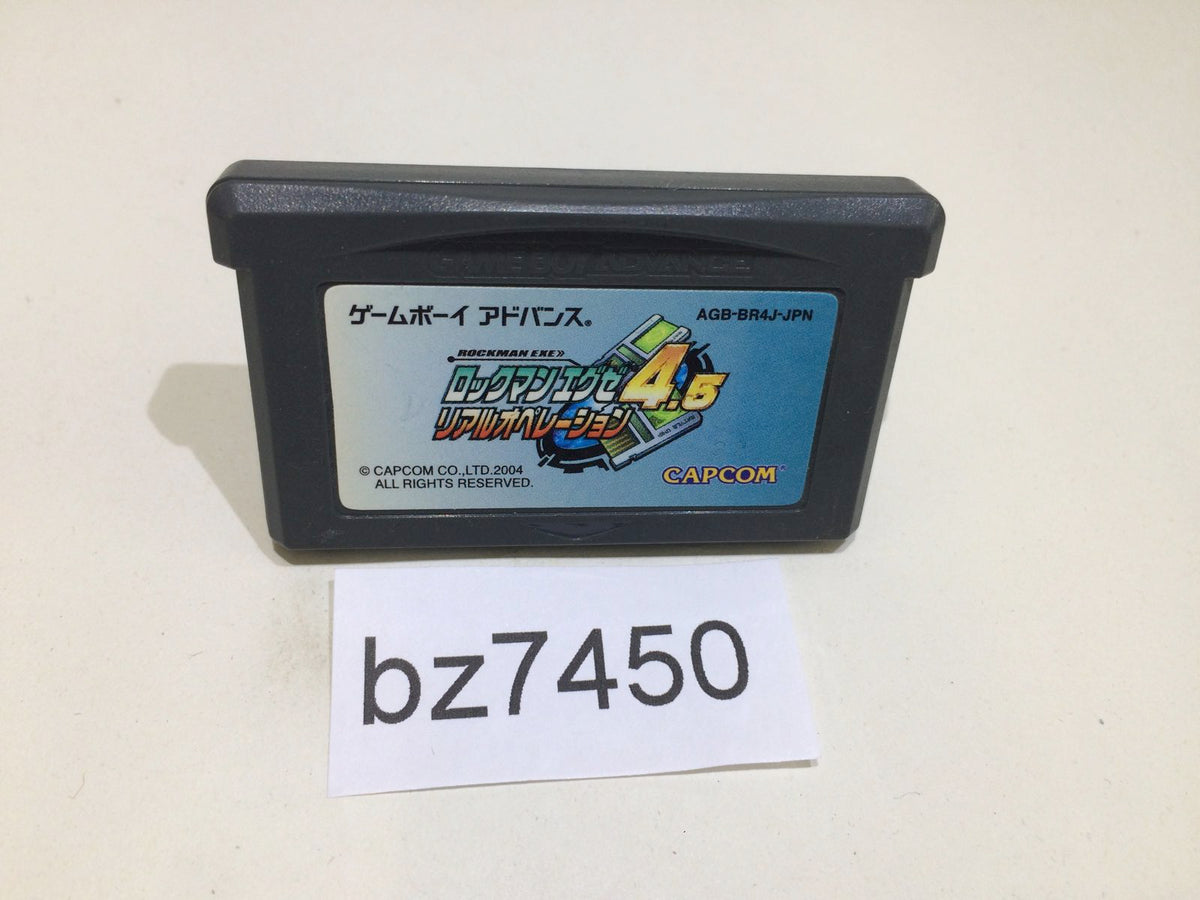 GAME BOY ADVANCE
ゲームボーイ アドバンス®
AGB-BR4J-JPN
ROCKMAN EXE»
ロックマンエグゼ4.5
リアルオペレーション
BATTLE CHIP
© CAPCOM CO.,LTD.2004
ALL RIGHTS RESERVED.
CAPCOM®
bz7450